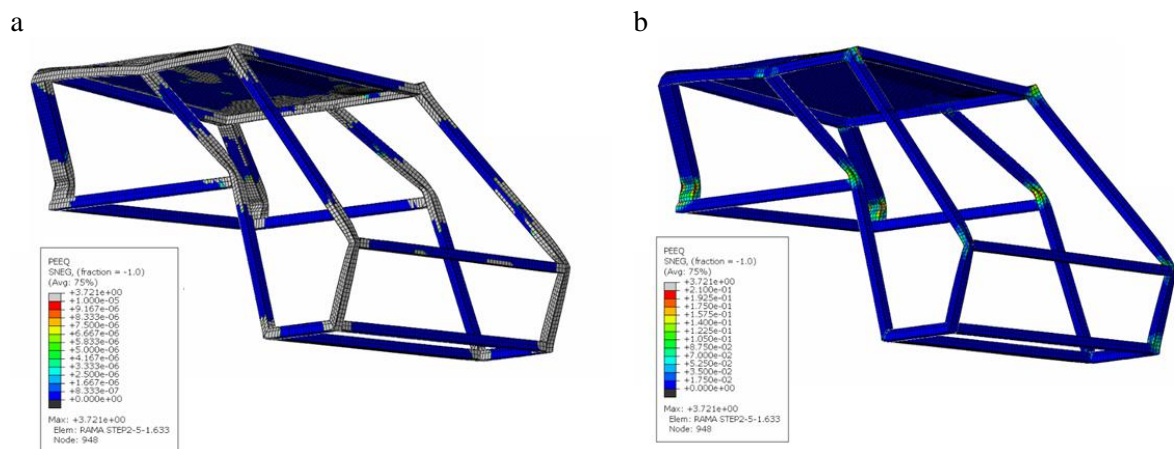 a
b
PEEQ
SNEG, (fraction = -1.0)
(Avg: 75%)
+3.721e+00
+1.000e-05
+9.167e-06
+8.333e-06
+7.500e-06
+6.667e-06
+5.833e-06
+5.000e-06
+4.167e-06
+3.333e-06
+2.500e-06
+1.667e-06
+8.333e-07
+0.000e+00
Max: +3.721e+00
Elem: RAMA STEP2-5-1.633
Node: 948
PEEQ
SNEG, (fraction = -1.0)
(Avg: 75%)
+3.721e+00
+2.100e-01
+1.925e-01
+1.750e-01
+1.575e-01
+1.400e-01
+1.225e-01
+1.050e-01
+8.750e-02
+7.000e-02
+5.250e-02
+3.500e-02
+1.750e-02
+0.000e+00
Max: +3.721e+00
Elem: RAMA STEP2-5-1.633
Node: 948